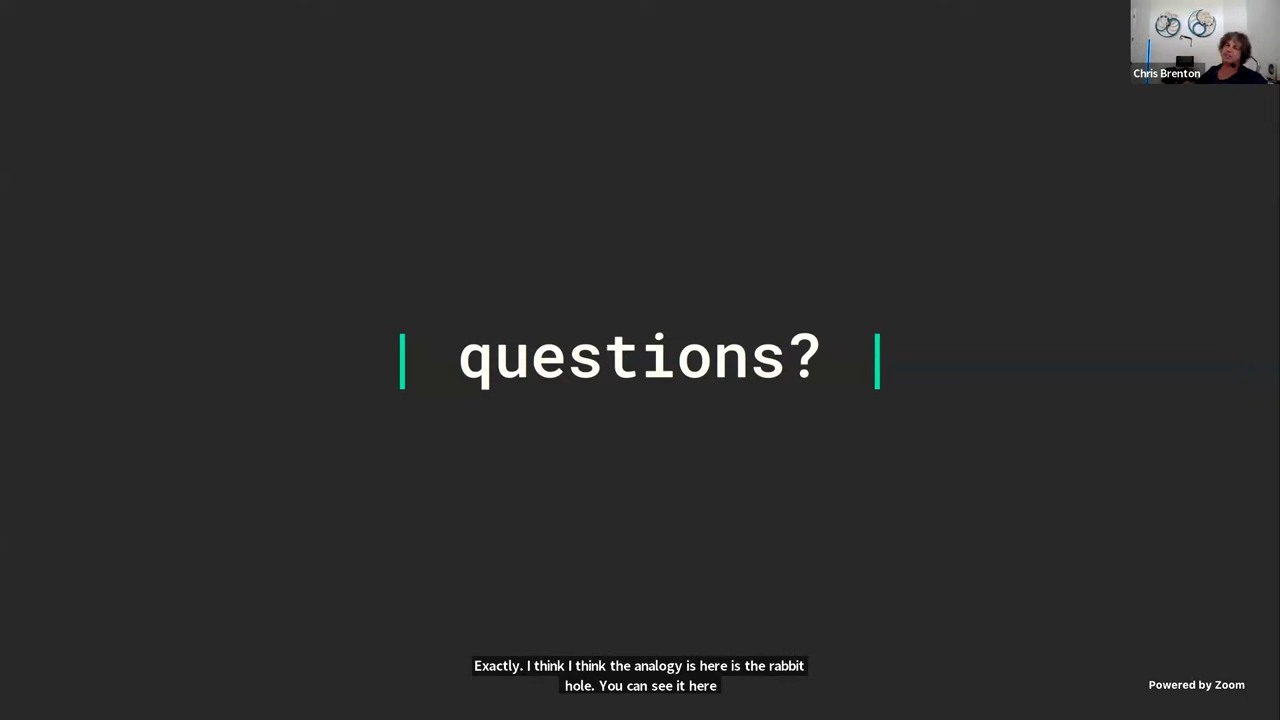 Chris Brenton
| questions? |
Exactly. I think I think the analogy is here is the rabbit
hole. You can see it here
Powered by Zoom